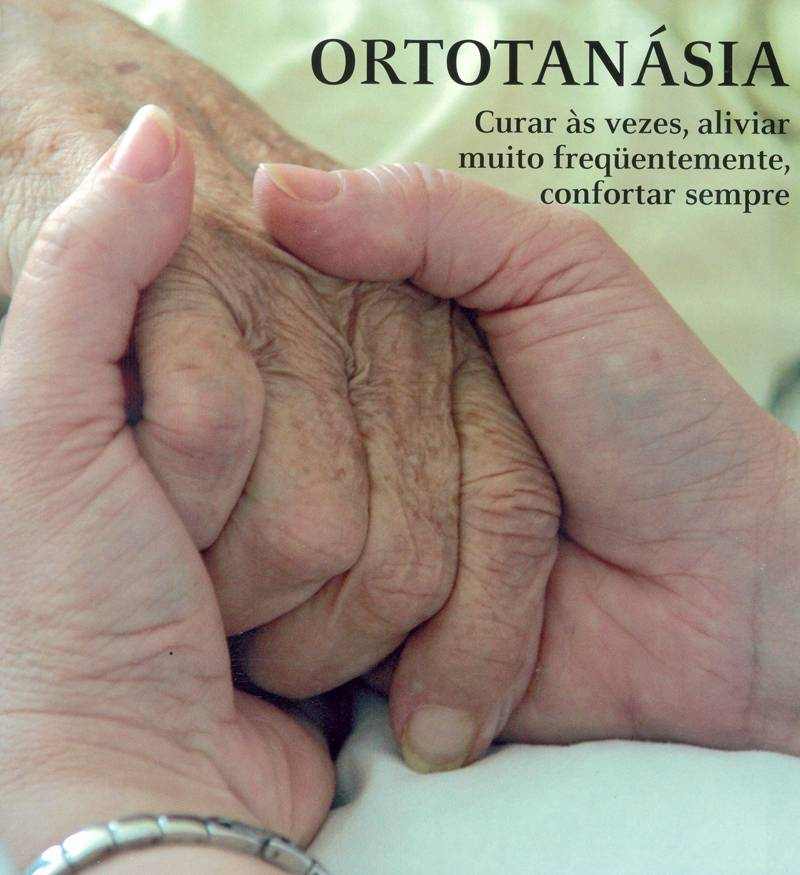 ORTOTANÁSIA
Curar às vezes, aliviar
muito freqüentemente,
confortar sempre